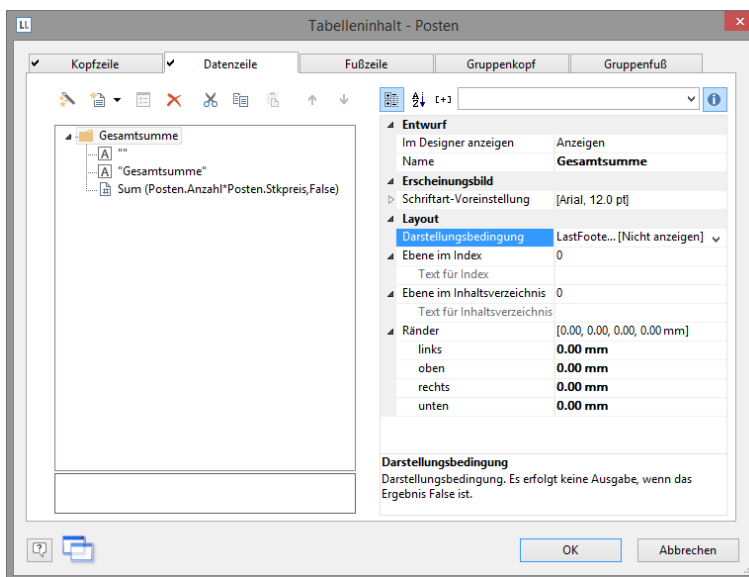 LL
Tabelleninhalt - Posten
Kopfzeile
Datenzeile
Fußzeile
Gruppenkopf
Gruppenfuß
[+]
Gesamtsumme
""
"Gesamtsumme"
Sum (Posten.Anzahl*Posten.Stkpreis,False)
Entwurf
Im Designer anzeigen Anzeigen
Name Gesamtsumme
Erscheinungsbild
Schriftart-Voreinstellung [Arial, 12.0 pt]
Layout
Darstellungsbedingung LastFoote... [Nicht anzeigen]
Ebene im Index 0
Text für Index
Ebene im Inhaltsverzeichnis 0
Text für Inhaltsverzeichnis
Ränder [0.00, 0.00, 0.00, 0.00 mm]
links 0.00 mm
oben 0.00 mm
rechts 0.00 mm
unten 0.00 mm
Darstellungsbedingung
Darstellungsbedingung. Es erfolgt keine Ausgabe, wenn das
Ergebnis False ist.
OK
Abbrechen